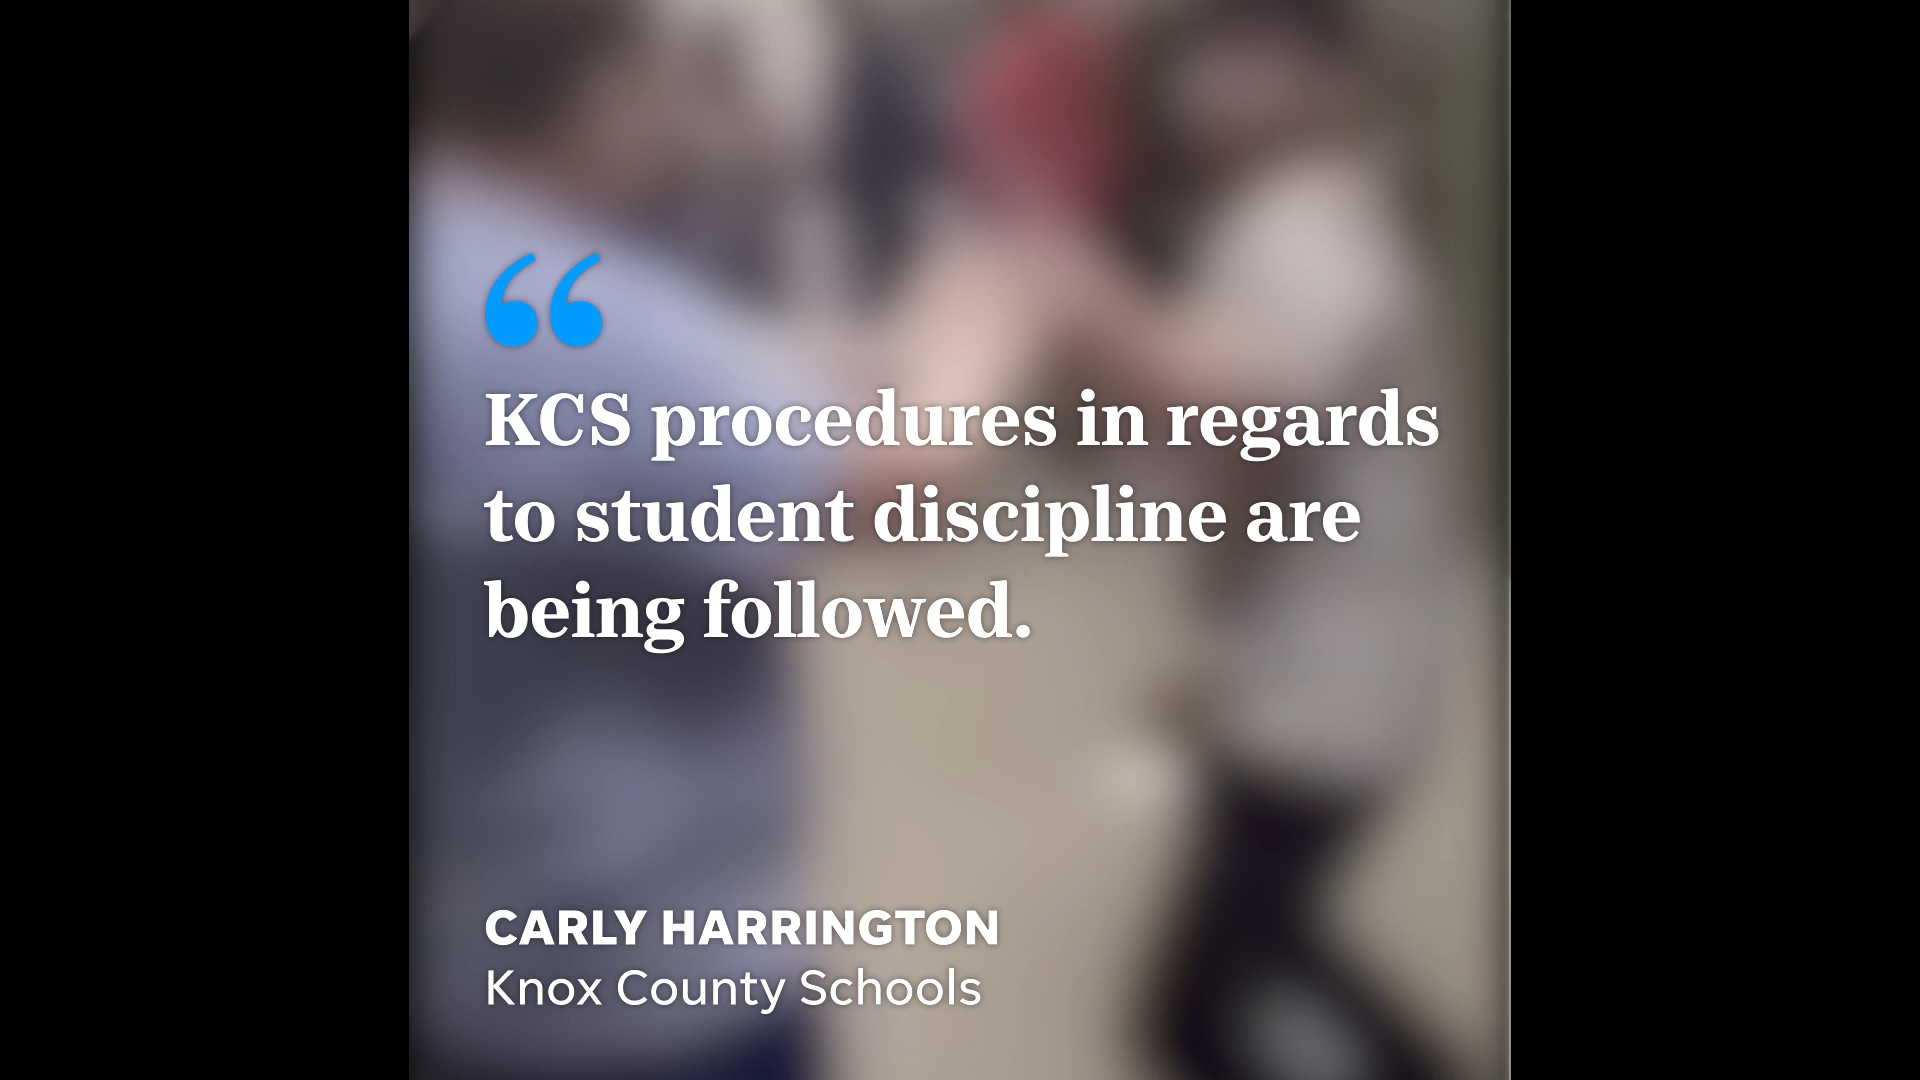 “
KCS procedures in regards
to student discipline are
being followed.
CARLY HARRINGTON
Knox County Schools